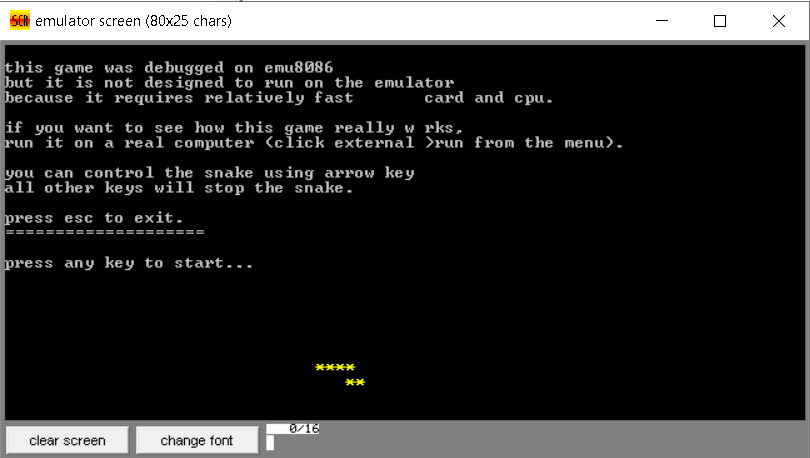 SCR emulator screen (80x25 chars)
this game was debugged on emu8086
but it is not designed to run on the emulator
because it requires relatively fast       card and cpu.
if you want to see how this game really w rks,
run it on a real computer (click external >run from the menu).
you can control the snake using arrow key
all other keys will stop the snake.
press esc to exit.
====================
press any key to start...
****
**
clear screen change font 0/16